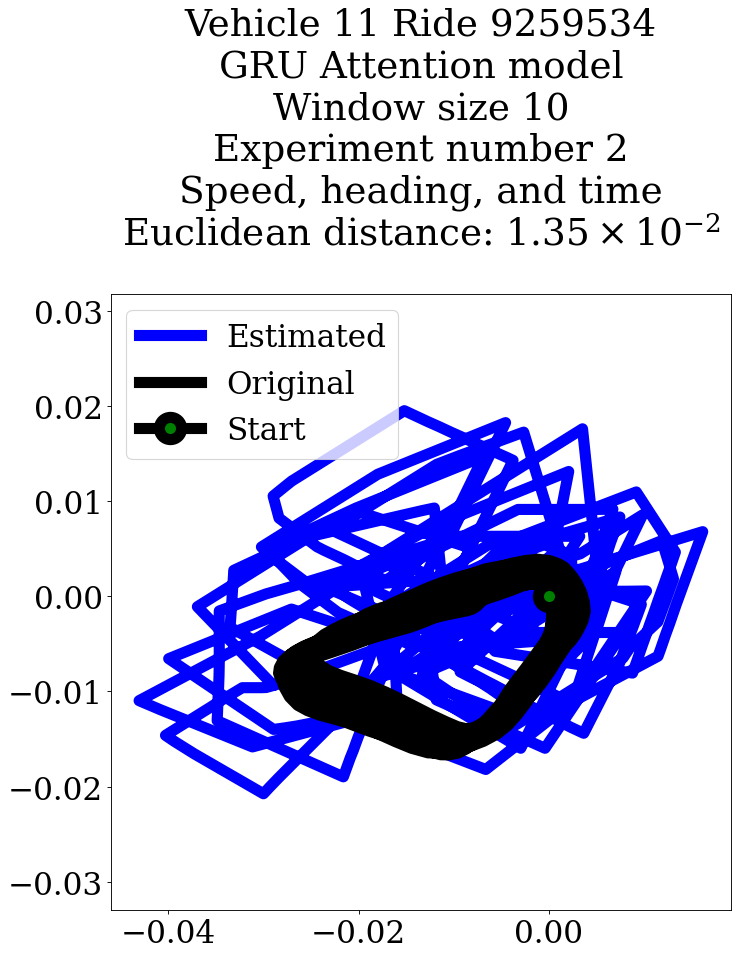 Vehicle 11 Ride 9259534
GRU Attention model
Window size 10
Experiment number 2
Speed, heading, and time
Euclidean distance: 1.35 × 10⁻²
0.03
Estimated
Original
0.02
Start
0.01
0.00
−0.01
−0.02
−0.03
−0.04 −0.02 0.00